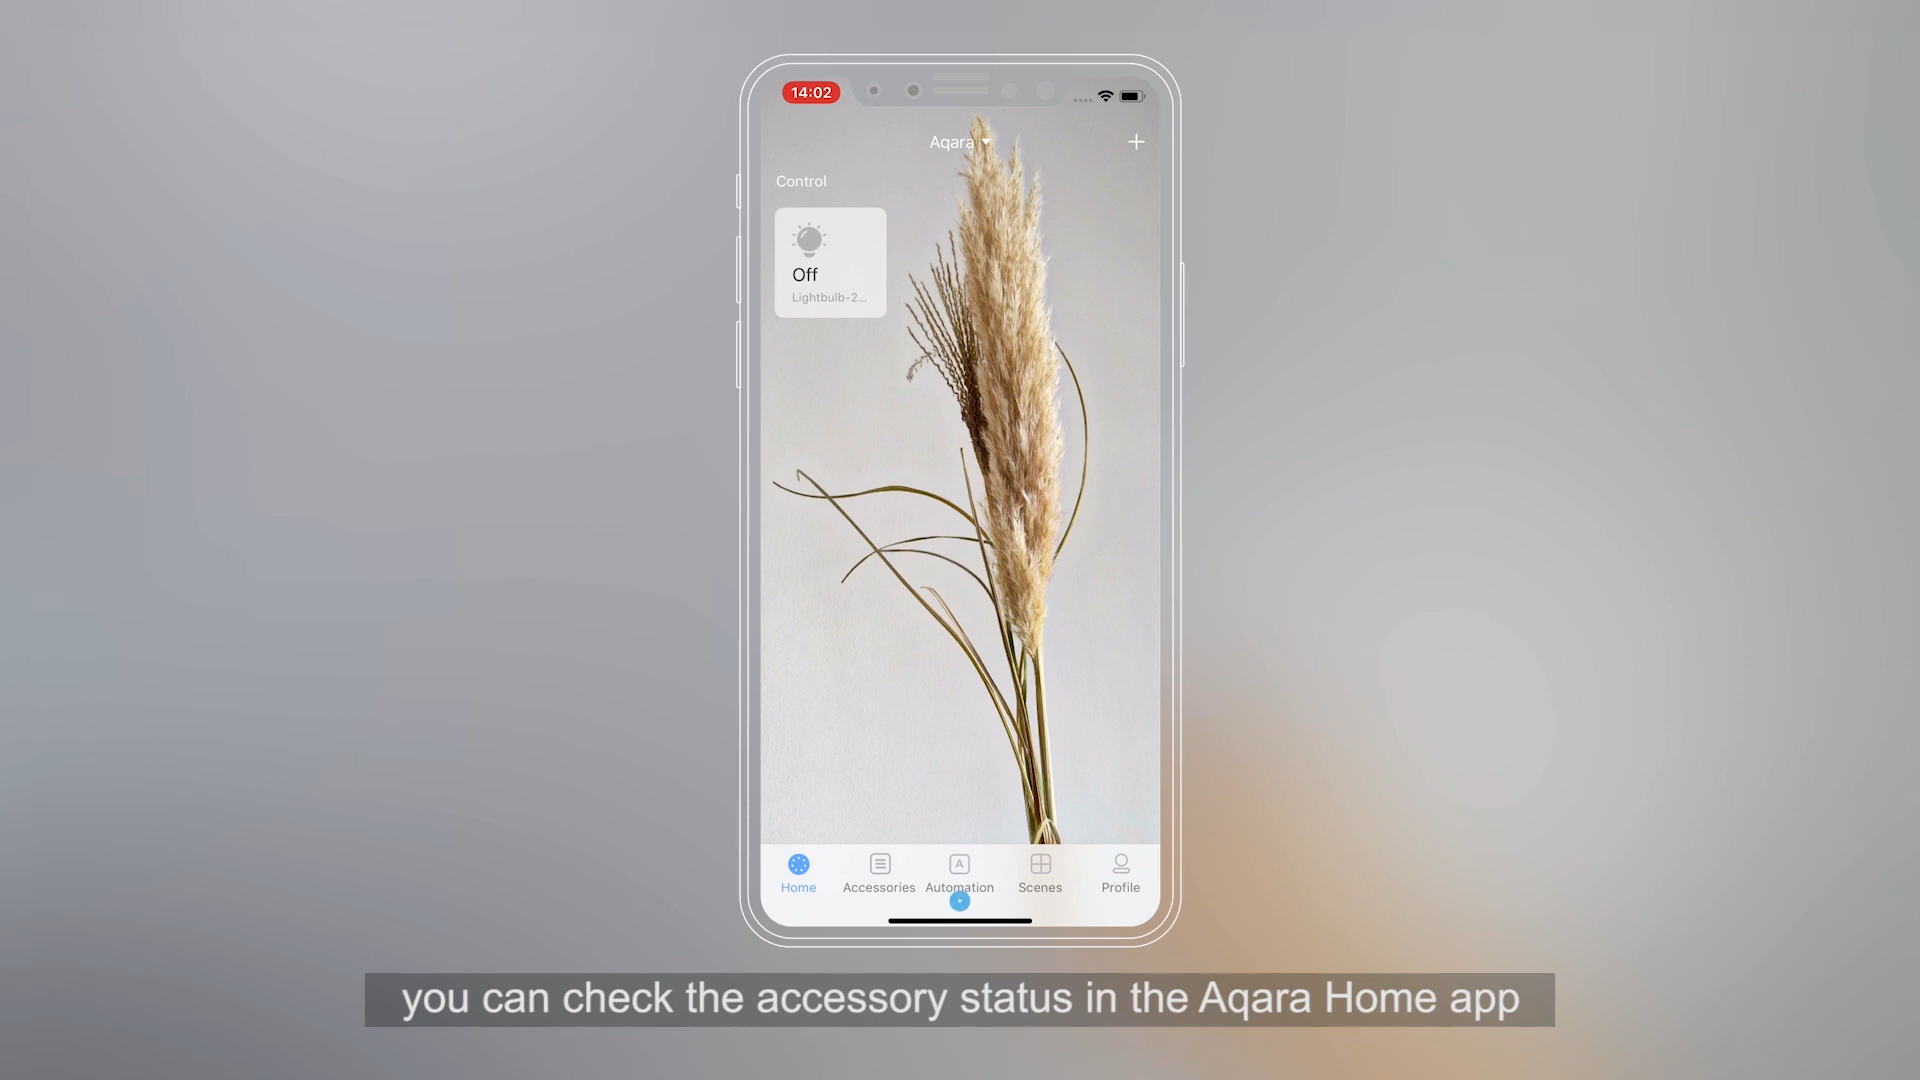 14:02
Aqara
Control
Off
Lightbulb-2...
Home
Accessories
A
Automation
Scenes
Profile
you can check the accessory status in the Aqara Home app